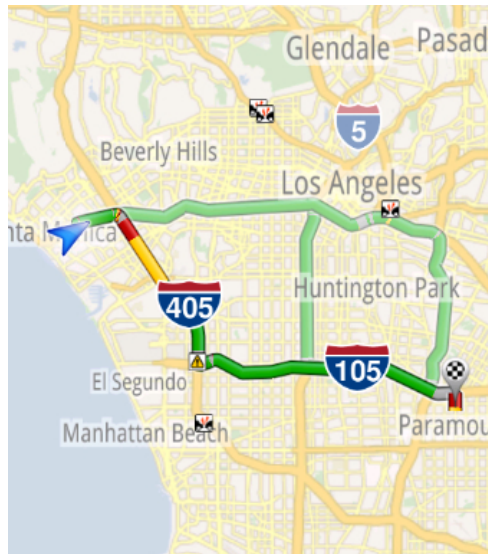 Glendale
Pasad
5
Beverly Hills
Los Angeles
nta Monica
405
Huntington Park
105
El Segundo
Manhattan Beach
Paramou